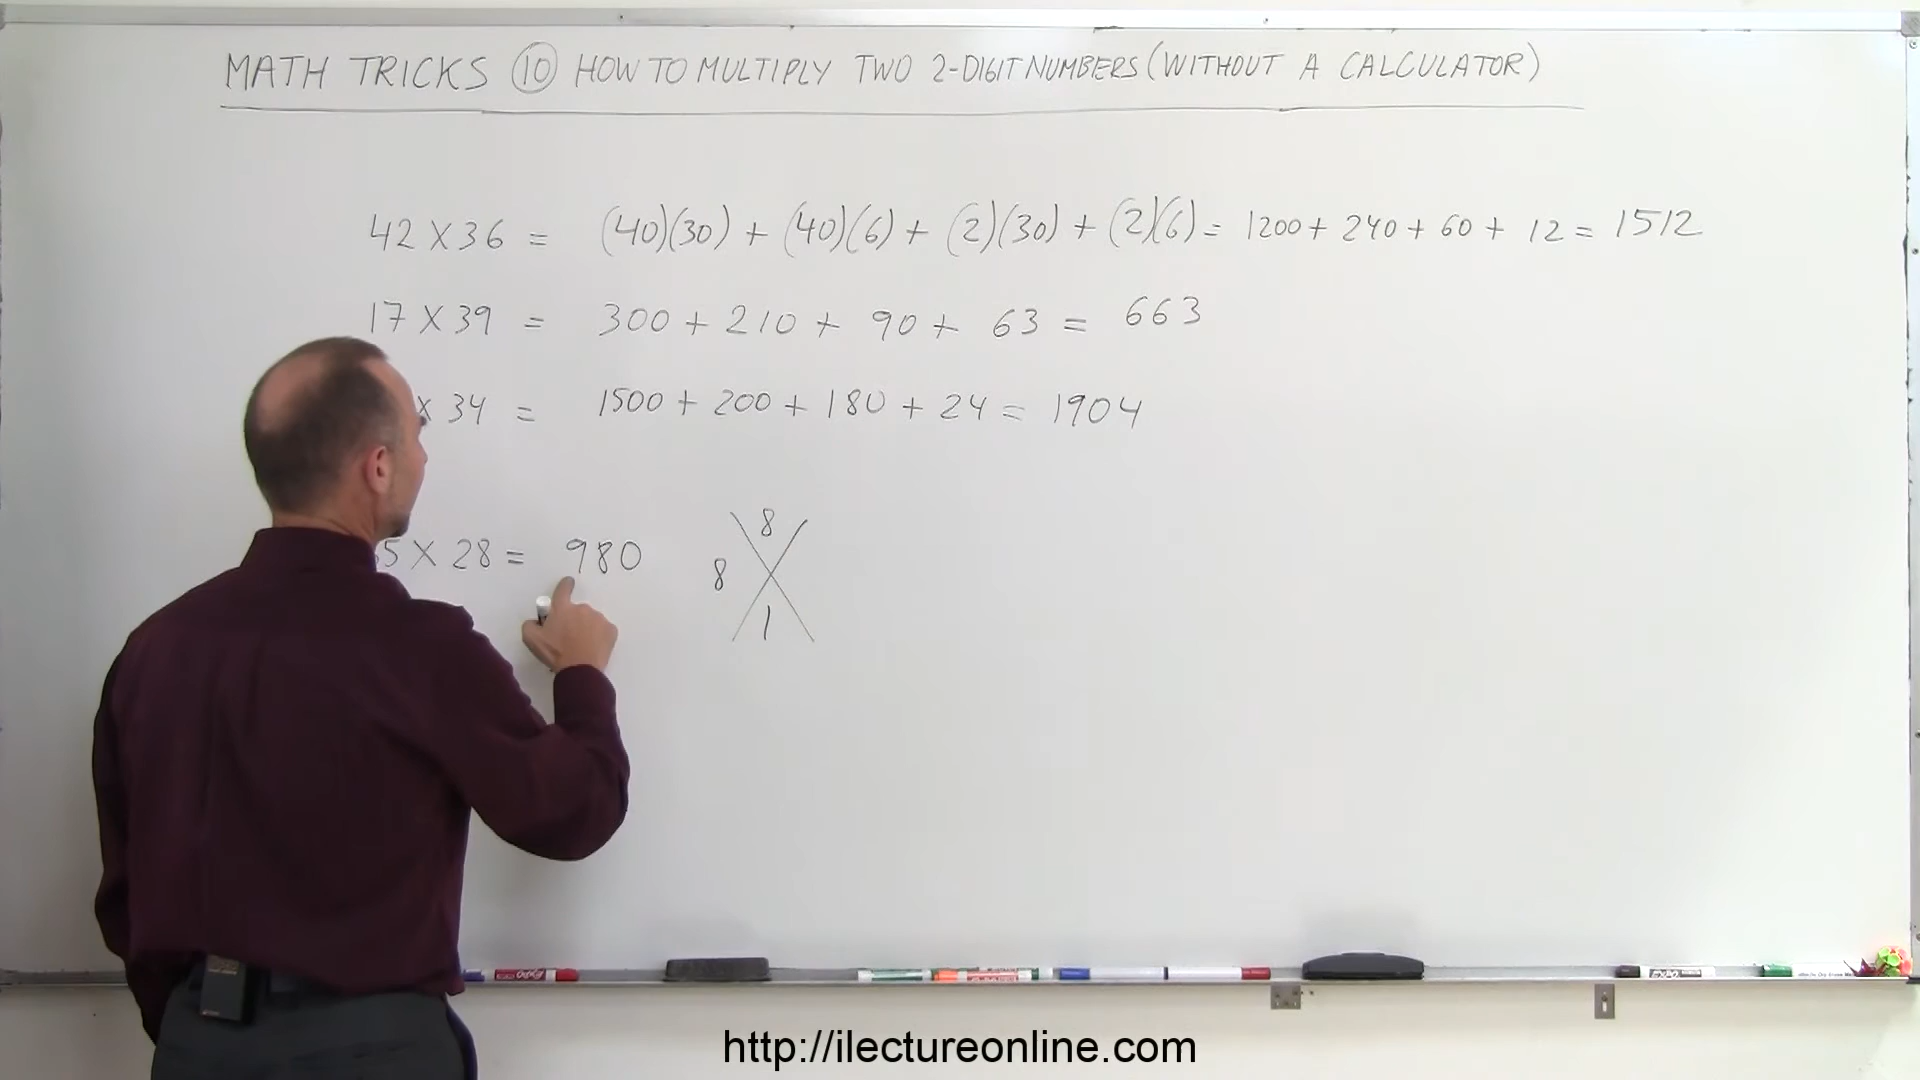 MATH TRICKS 10 HOW TO MULTIPLY TWO 2-DIGIT NUMBERS (WITHOUT A CALCULATOR)
42 X 36 = (40)(30) + (40)(6) + (2)(30) + (2)(6) = 1200 + 240 + 60 + 12 = 1512
17 X 39 = 300 + 210 + 90 + 63 = 663
X 34 = 1500 + 200 + 180 + 24 = 1904
5 X 28 = 980
8
8
1
http://ilectureonline.com